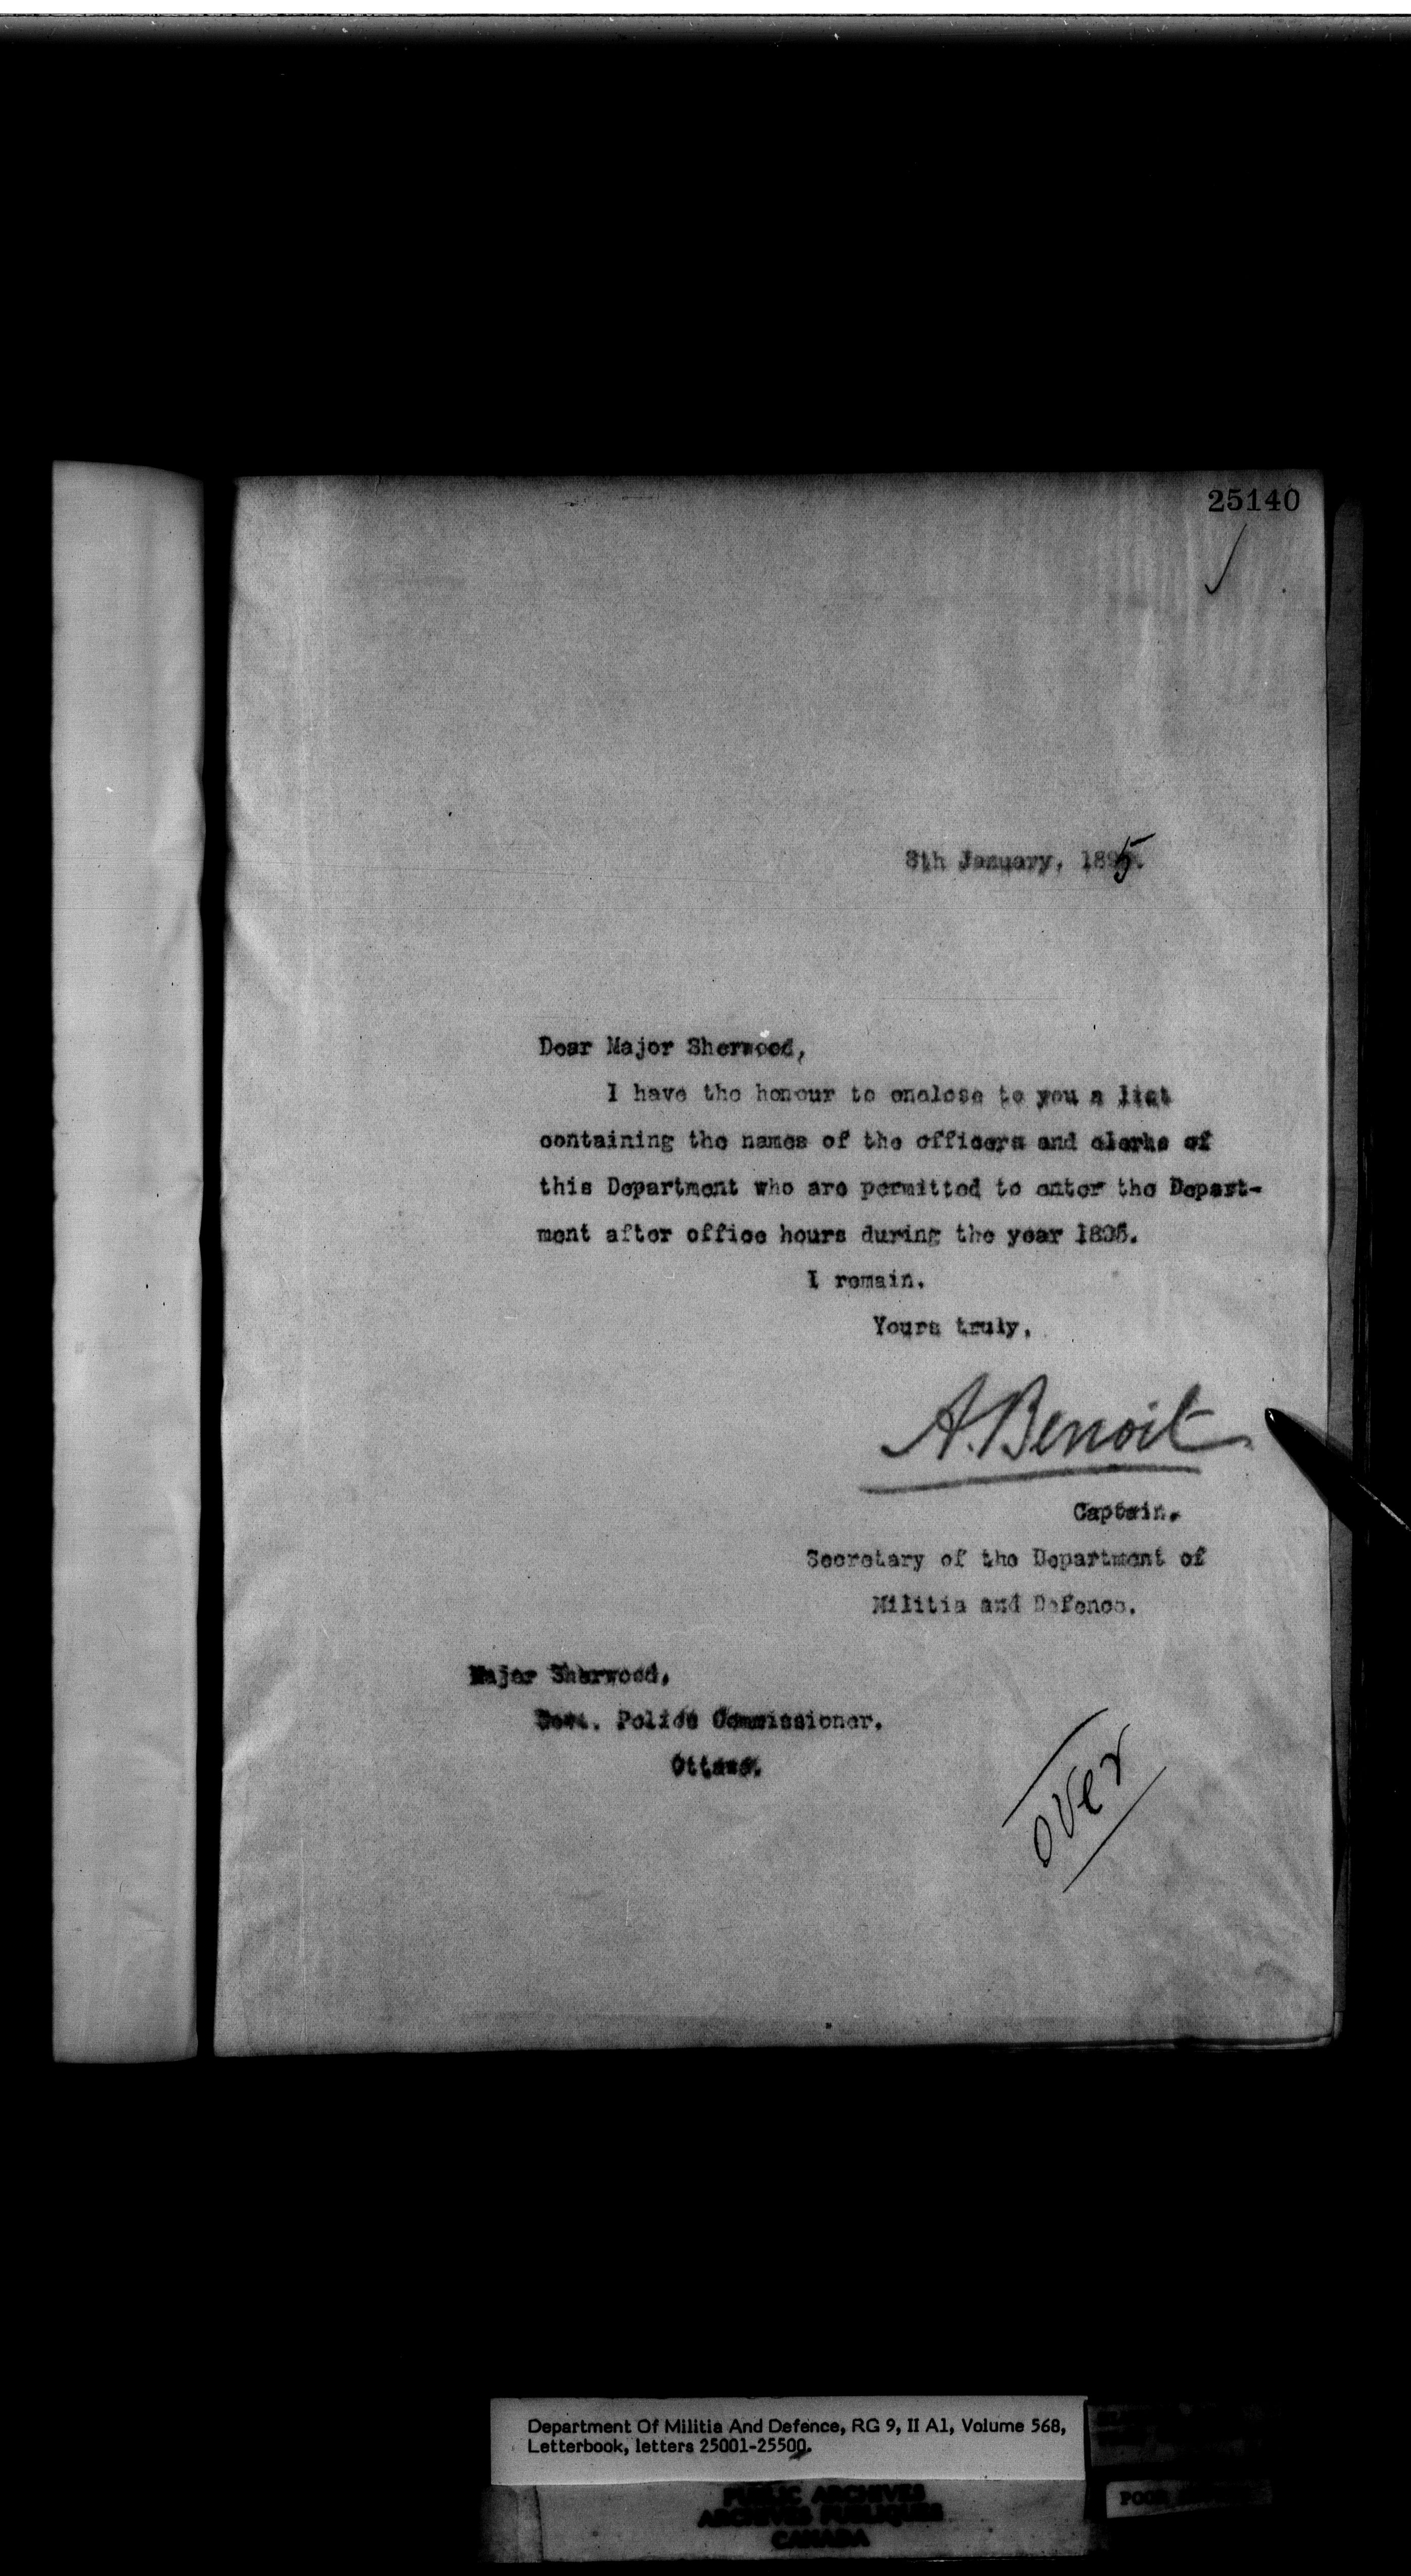 25140
8th January, 1895.
Dear Major Sherwood,
I have the honour to enclose to you a list
containing the names of the officers and clerks of
this Department who are permitted to enter the Depart-
ment after office hours during the year 1895.
I remain.
Yours truly,
A. Benoit
Captain.
Secretary of the Department of
Militia and Defence.
Major Sherwood,
Govt. Police Commissioner,
Ottawa.
over
Department Of Militia And Defence, RG 9, II A1, Volume 568,
Letterbook, letters 25001-25500.
PUBLIC ARCHIVES
ARCHIVES PUBLIQUES
CANADA